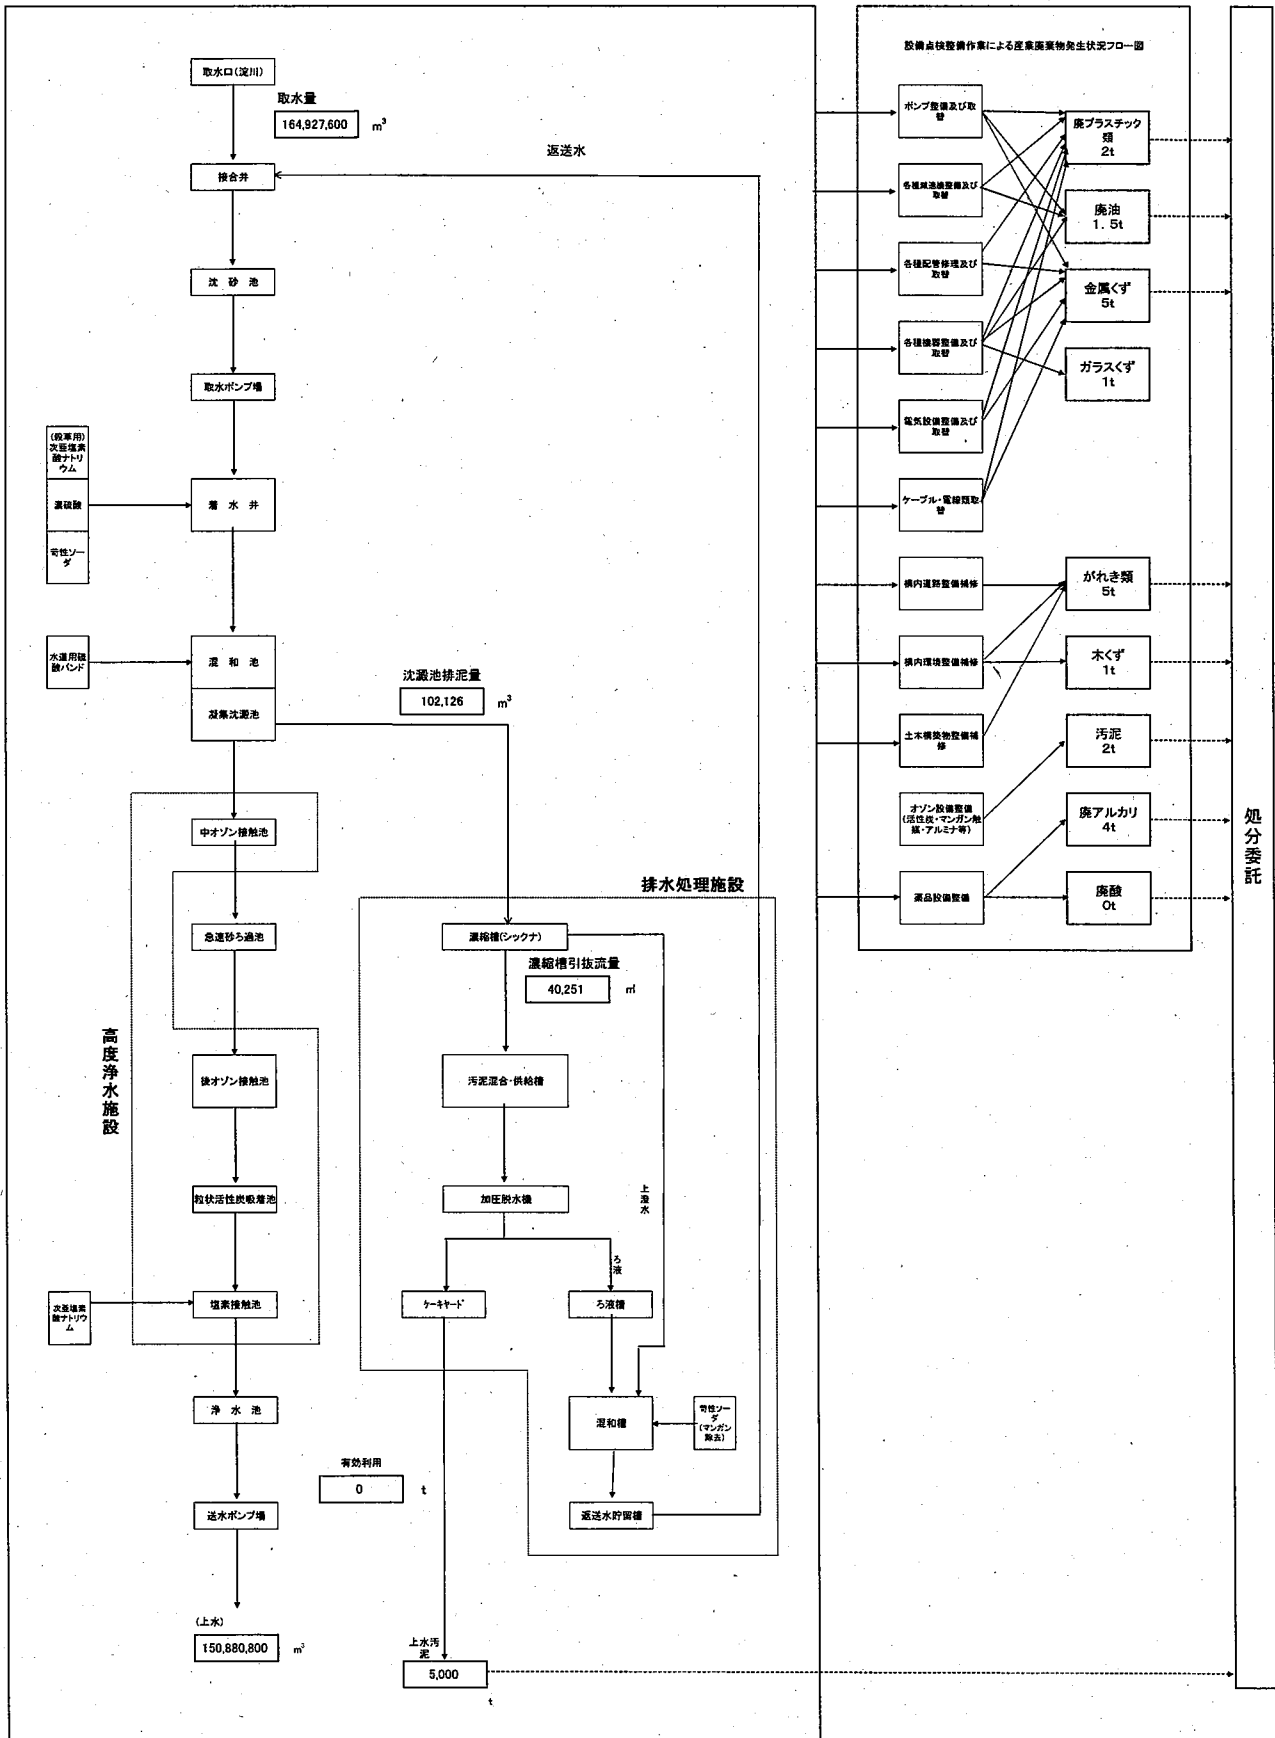 取水口(淀川)
取水量
164,927,600 m³
返送水
接合井
沈砂池
取水ポンプ場
(殺草用)
次亜塩素
酸ナトリ
ウム
濃硫酸
苛性ソー
ダ
着水井
水道用硫
酸バンド
混和池
凝集沈澱池
沈澱池排泥量
102,126 m³
中オゾン接触池
急速砂ろ過池
高度浄水施設
後オゾン接触池
粒状活性炭吸着池
次亜塩素
酸ナトリウ
ム
塩素接触池
浄水池
送水ポンプ場
(上水)
150,880,800 m³
排水処理施設
濃縮槽(シックナ)
濃縮槽引抜流量
40,251 ㎥
汚泥混合・供給槽
加圧脱水機
上澄水
ろ
液
ケーキヤード
ろ液槽
混和槽
苛性ソー
ダ
(マンガン
除去)
返送水貯留槽
有効利用
0 t
上水汚
泥
5,000
t
設備点検整備作業による産業廃棄物発生状況フロー図
ポンプ整備及び取
替
各種減速機整備及び
取替
各種配管修理及び
取替
各種機器整備及び
取替
電気設備整備及び
取替
ケーブル・電線類取
替
構内道路整備補修
構内環境整備補修
土木構築物整備補
修
オゾン設備整備
(活性炭・マンガン触
媒・アルミナ等)
薬品設備整備
廃プラスチック
類
2t
廃油
1.5t
金属くず
5t
ガラスくず
1t
がれき類
5t
木くず
1t
汚泥
2t
廃アルカリ
4t
廃酸
0t
処分委託